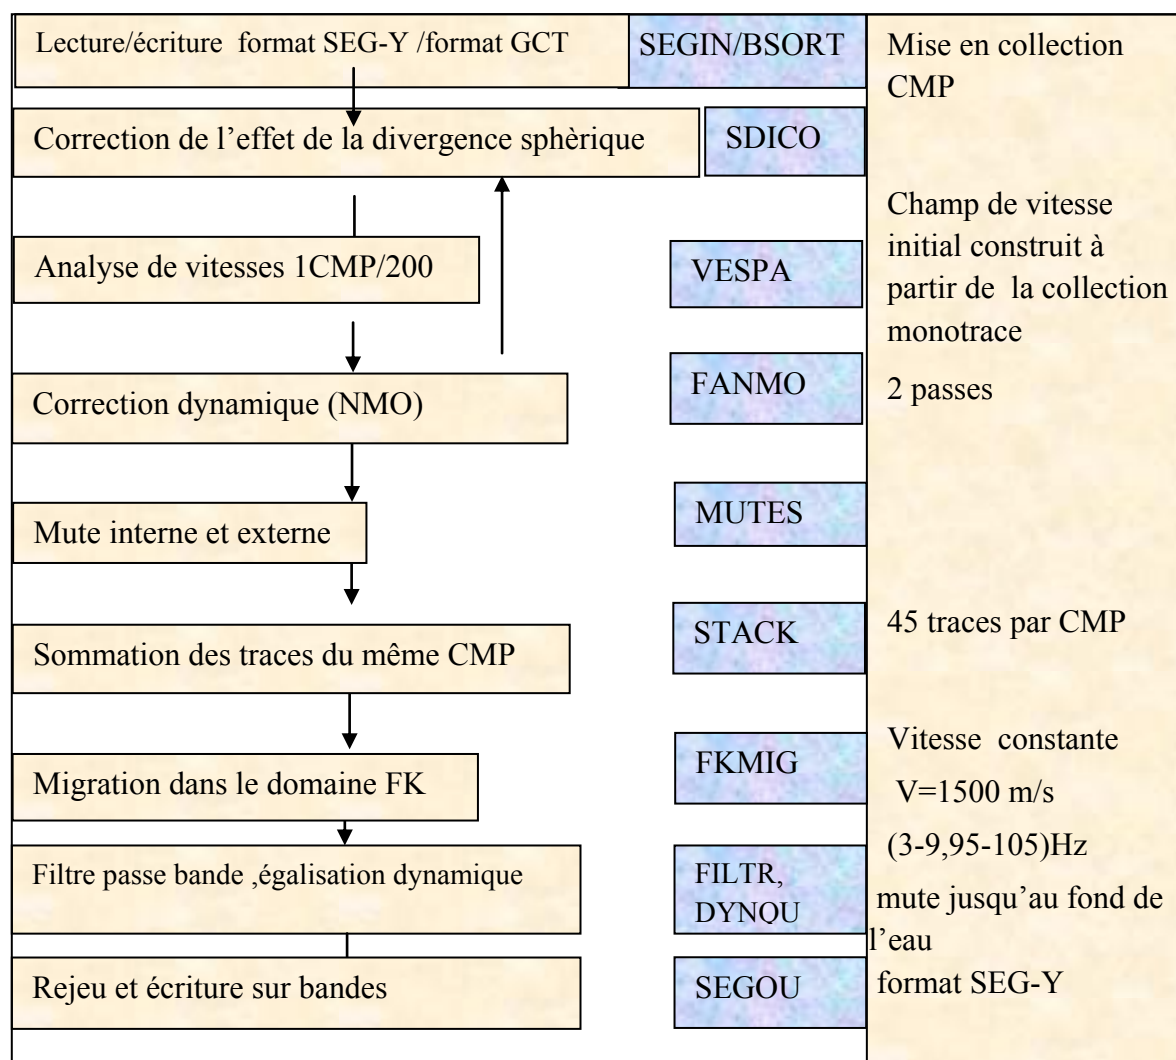 Lecture/écriture format SEG-Y /format GCT
SEGIN/BSORT
Mise en collection
CMP
Correction de l’effet de la divergence sphèrique
SDICO
Analyse de vitesses 1CMP/200
VESPA
Champ de vitesse
initial construit à
partir de la collection
monotrace
Correction dynamique (NMO)
FANMO
2 passes
Mute interne et externe
MUTES
Sommation des traces du même CMP
STACK
45 traces par CMP
Migration dans le domaine FK
FKMIG
Vitesse constante
V=1500 m/s
(3-9,95-105)Hz
Filtre passe bande ,égalisation dynamique
FILTR,
DYNQU
mute jusqu’au fond de
l’eau
Rejeu et écriture sur bandes
SEGOU
format SEG-Y